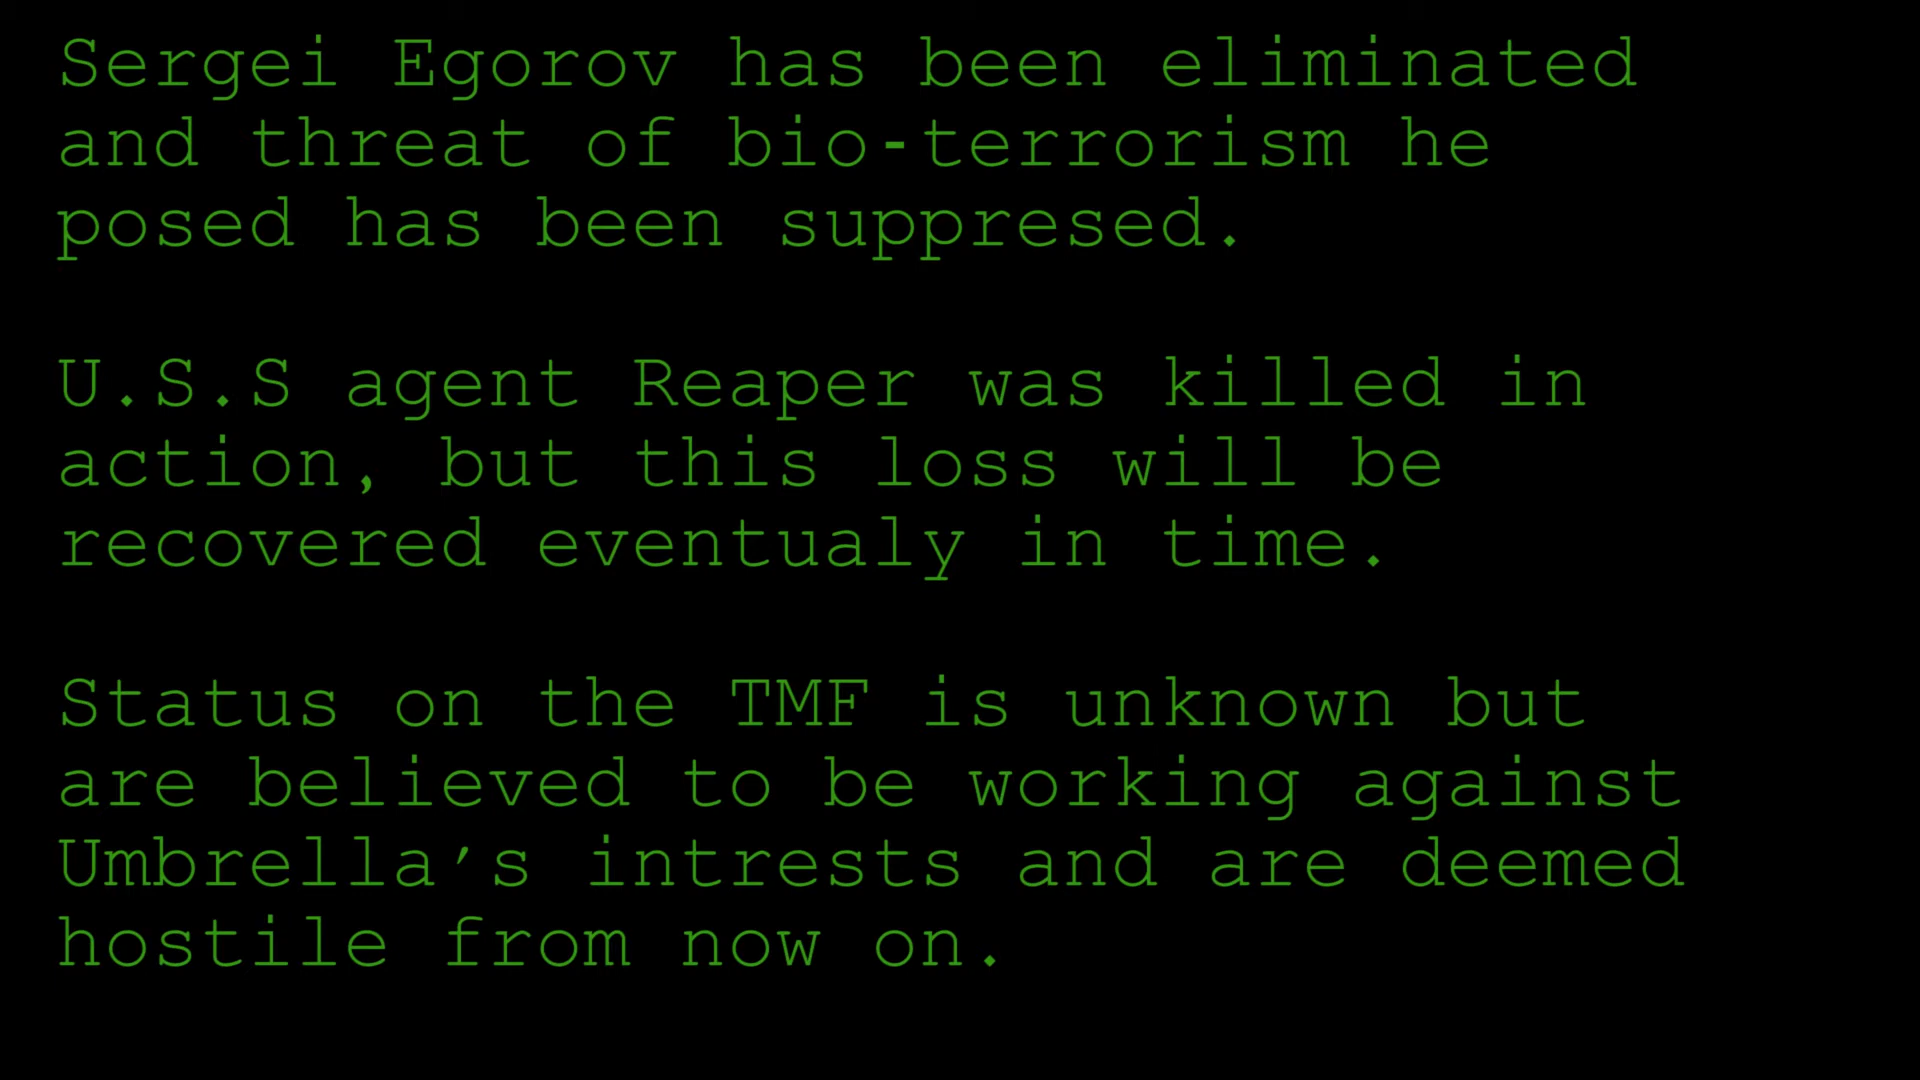 Sergei Egorov has been eliminated
and threat of bio-terrorism he
posed has been suppresed.
U.S.S agent Reaper was killed in
action, but this loss will be
recovered eventualy in time.
Status on the TMF is unknown but
are believed to be working against
Umbrella’s intrests and are deemed
hostile from now on.